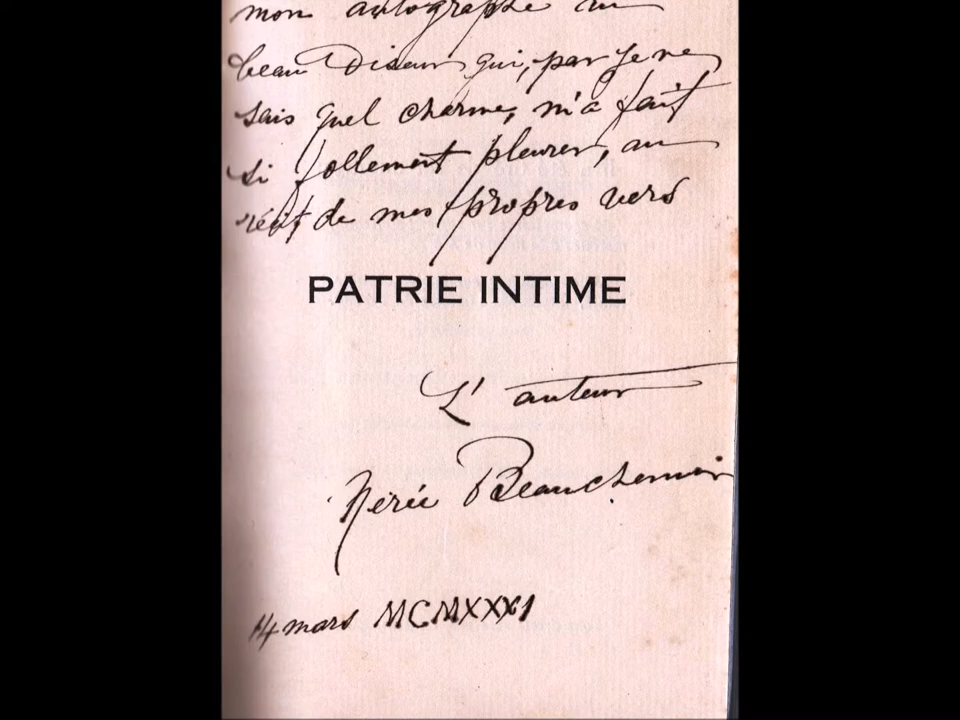 mon autographe au
beau Diseur qui, par je ne
sais quel charme, m'a fait
si follement pleurer, au
récit de mes propres vers
PATRIE INTIME
L'auteur
Nérée Beauchemin
14 mars MCMXXXI